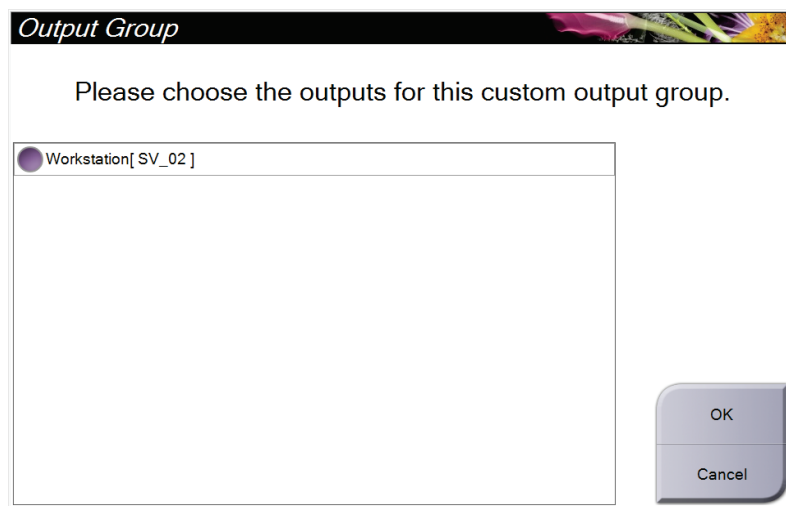 Output Group
Please choose the outputs for this custom output group.
Workstation[ SV_02 ]
OK
Cancel